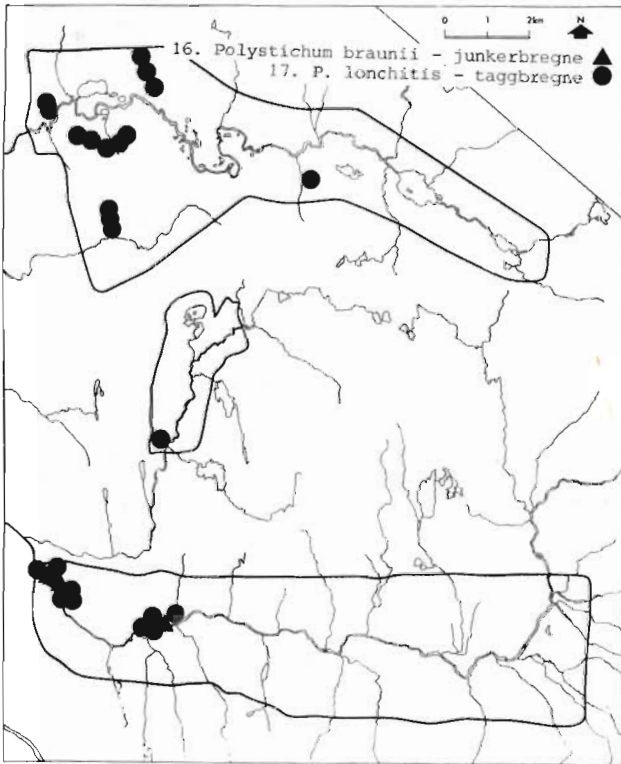 0 1 2km N
16. Polystichum braunii - junkerbregne ▲
17. P. lonchitis - taggbregne ●